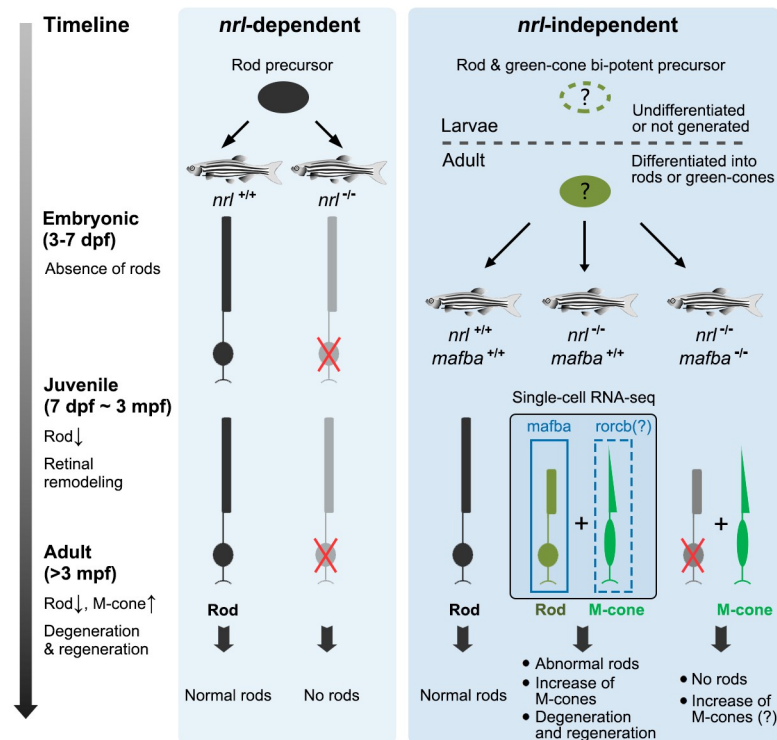 Timeline
nrl-dependent
nrl-independent
Rod precursor
Rod & green-cone bi-potent precursor
?
Larvae
Undifferentiated
or not generated
Adult
Differentiated into
rods or green-cones
?
nrl +/+
nrl -/-
Embryonic
(3-7 dpf)
Absence of rods
nrl +/+
mafba +/+
nrl -/-
mafba +/+
nrl -/-
mafba -/-
Juvenile
(7 dpf ~ 3 mpf)
Rod↓
Retinal
remodeling
Single-cell RNA-seq
mafba
rorcb(?)
+
+
Adult
(>3 mpf)
Rod↓, M-cone↑
Degeneration
& regeneration
Rod
Rod
Rod
M-cone
M-cone
Normal rods
No rods
Normal rods
● Abnormal rods
● Increase of
M-cones
● Degeneration
and regeneration
● No rods
● Increase of
M-cones (?)